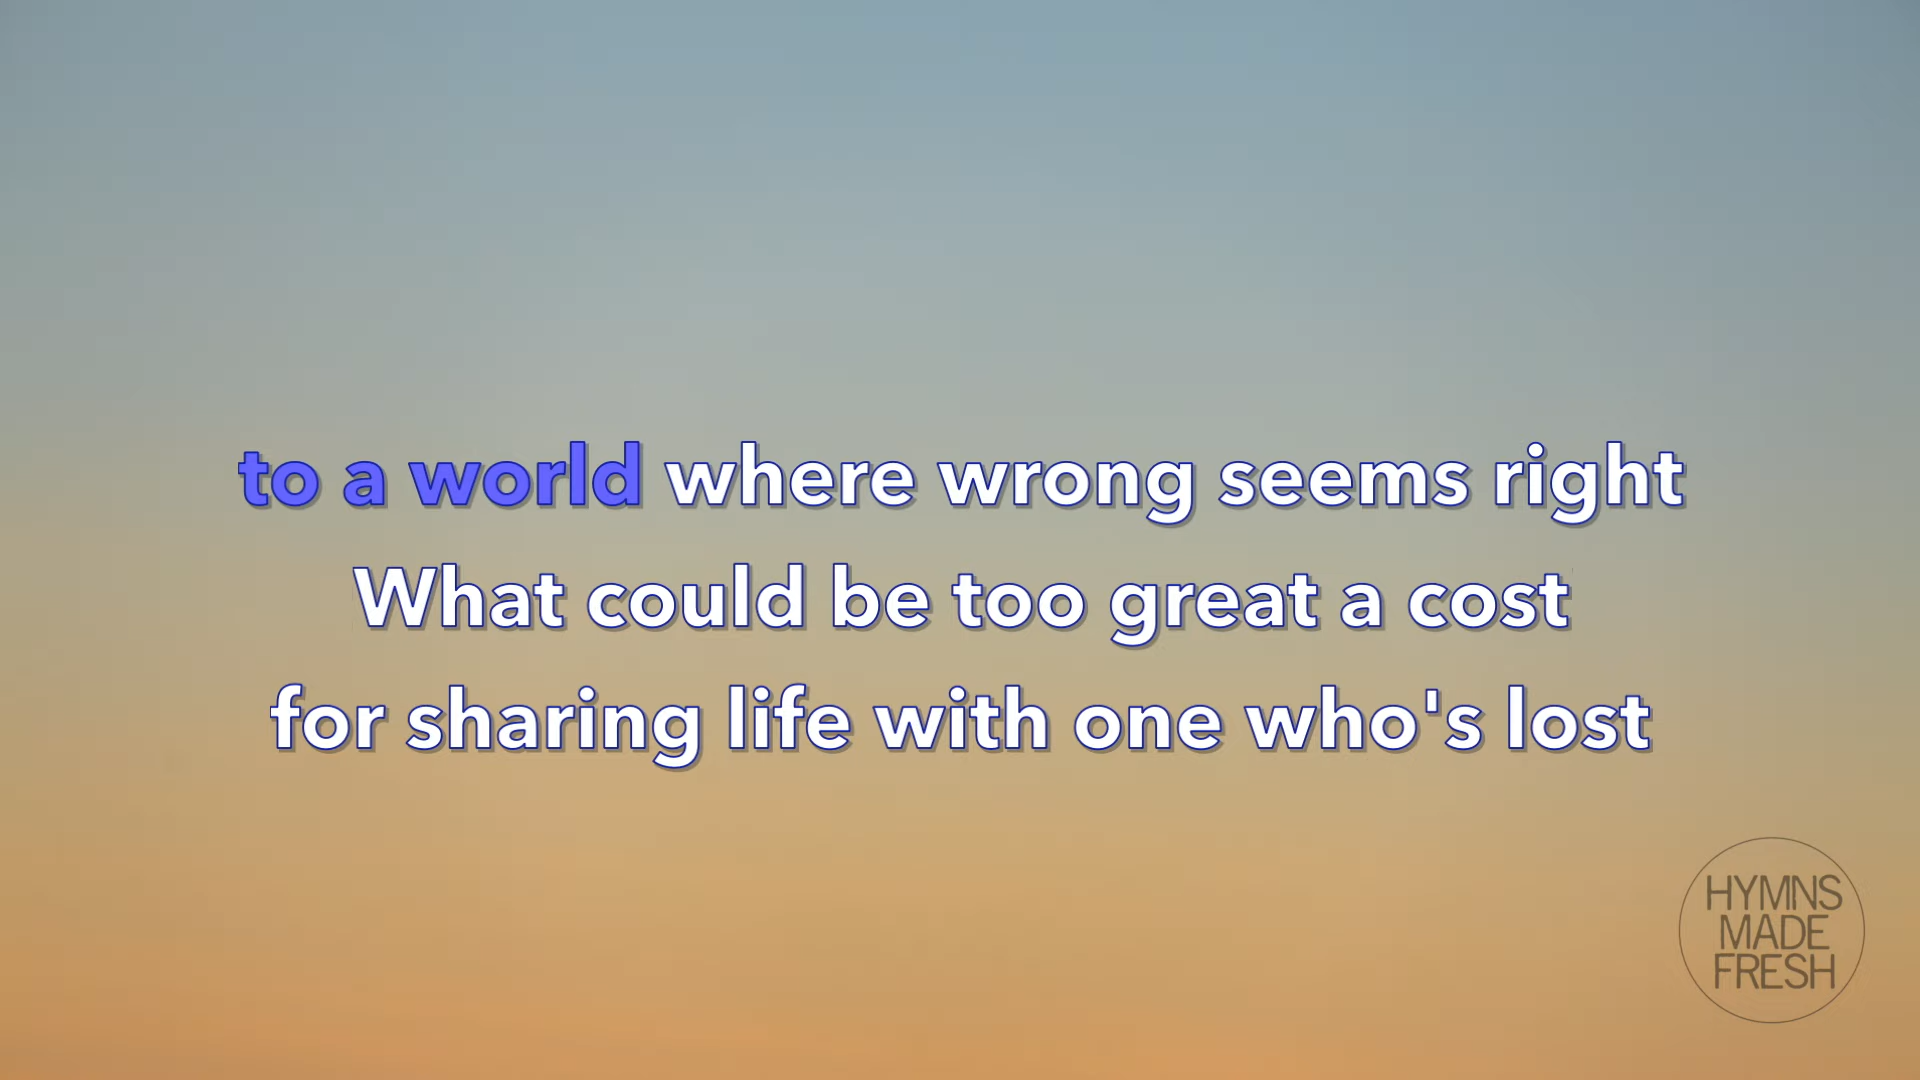 to a world where wrong seems right
What could be too great a cost
for sharing life with one who's lost
HYMNS
MADE
FRESH